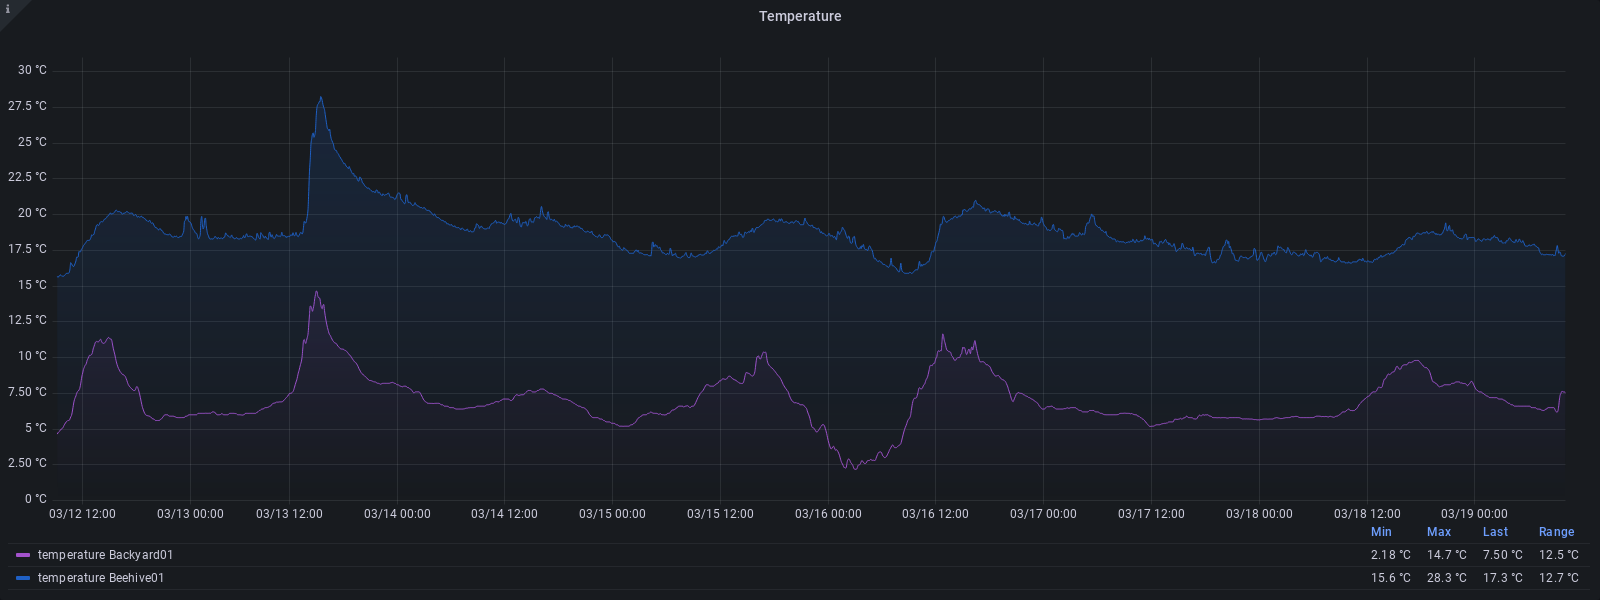 i
Temperature
30 °C
27.5 °C
25 °C
22.5 °C
20 °C
17.5 °C
15 °C
12.5 °C
10 °C
7.50 °C
5 °C
2.50 °C
0 °C
03/12 12:00 03/13 00:00 03/13 12:00 03/14 00:00 03/14 12:00 03/15 00:00 03/15 12:00 03/16 00:00 03/16 12:00 03/17 00:00 03/17 12:00 03/18 00:00 03/18 12:00 03/19 00:00
Min Max Last Range
temperature Backyard01 2.18 °C 14.7 °C 7.50 °C 12.5 °C
temperature Beehive01 15.6 °C 28.3 °C 17.3 °C 12.7 °C